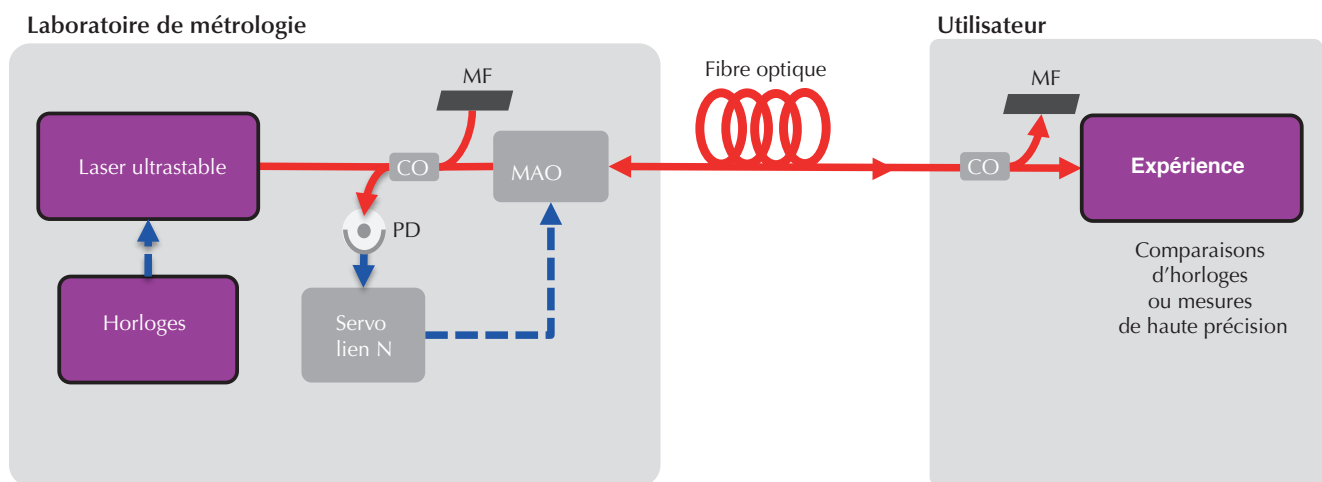 Laboratoire de métrologie
Utilisateur
MF
Fibre optique
MF
Laser ultrastable
CO
MAO
CO
Expérience
PD
Comparaisons
d'horloges
ou mesures
de haute précision
Horloges
Servo
lien N